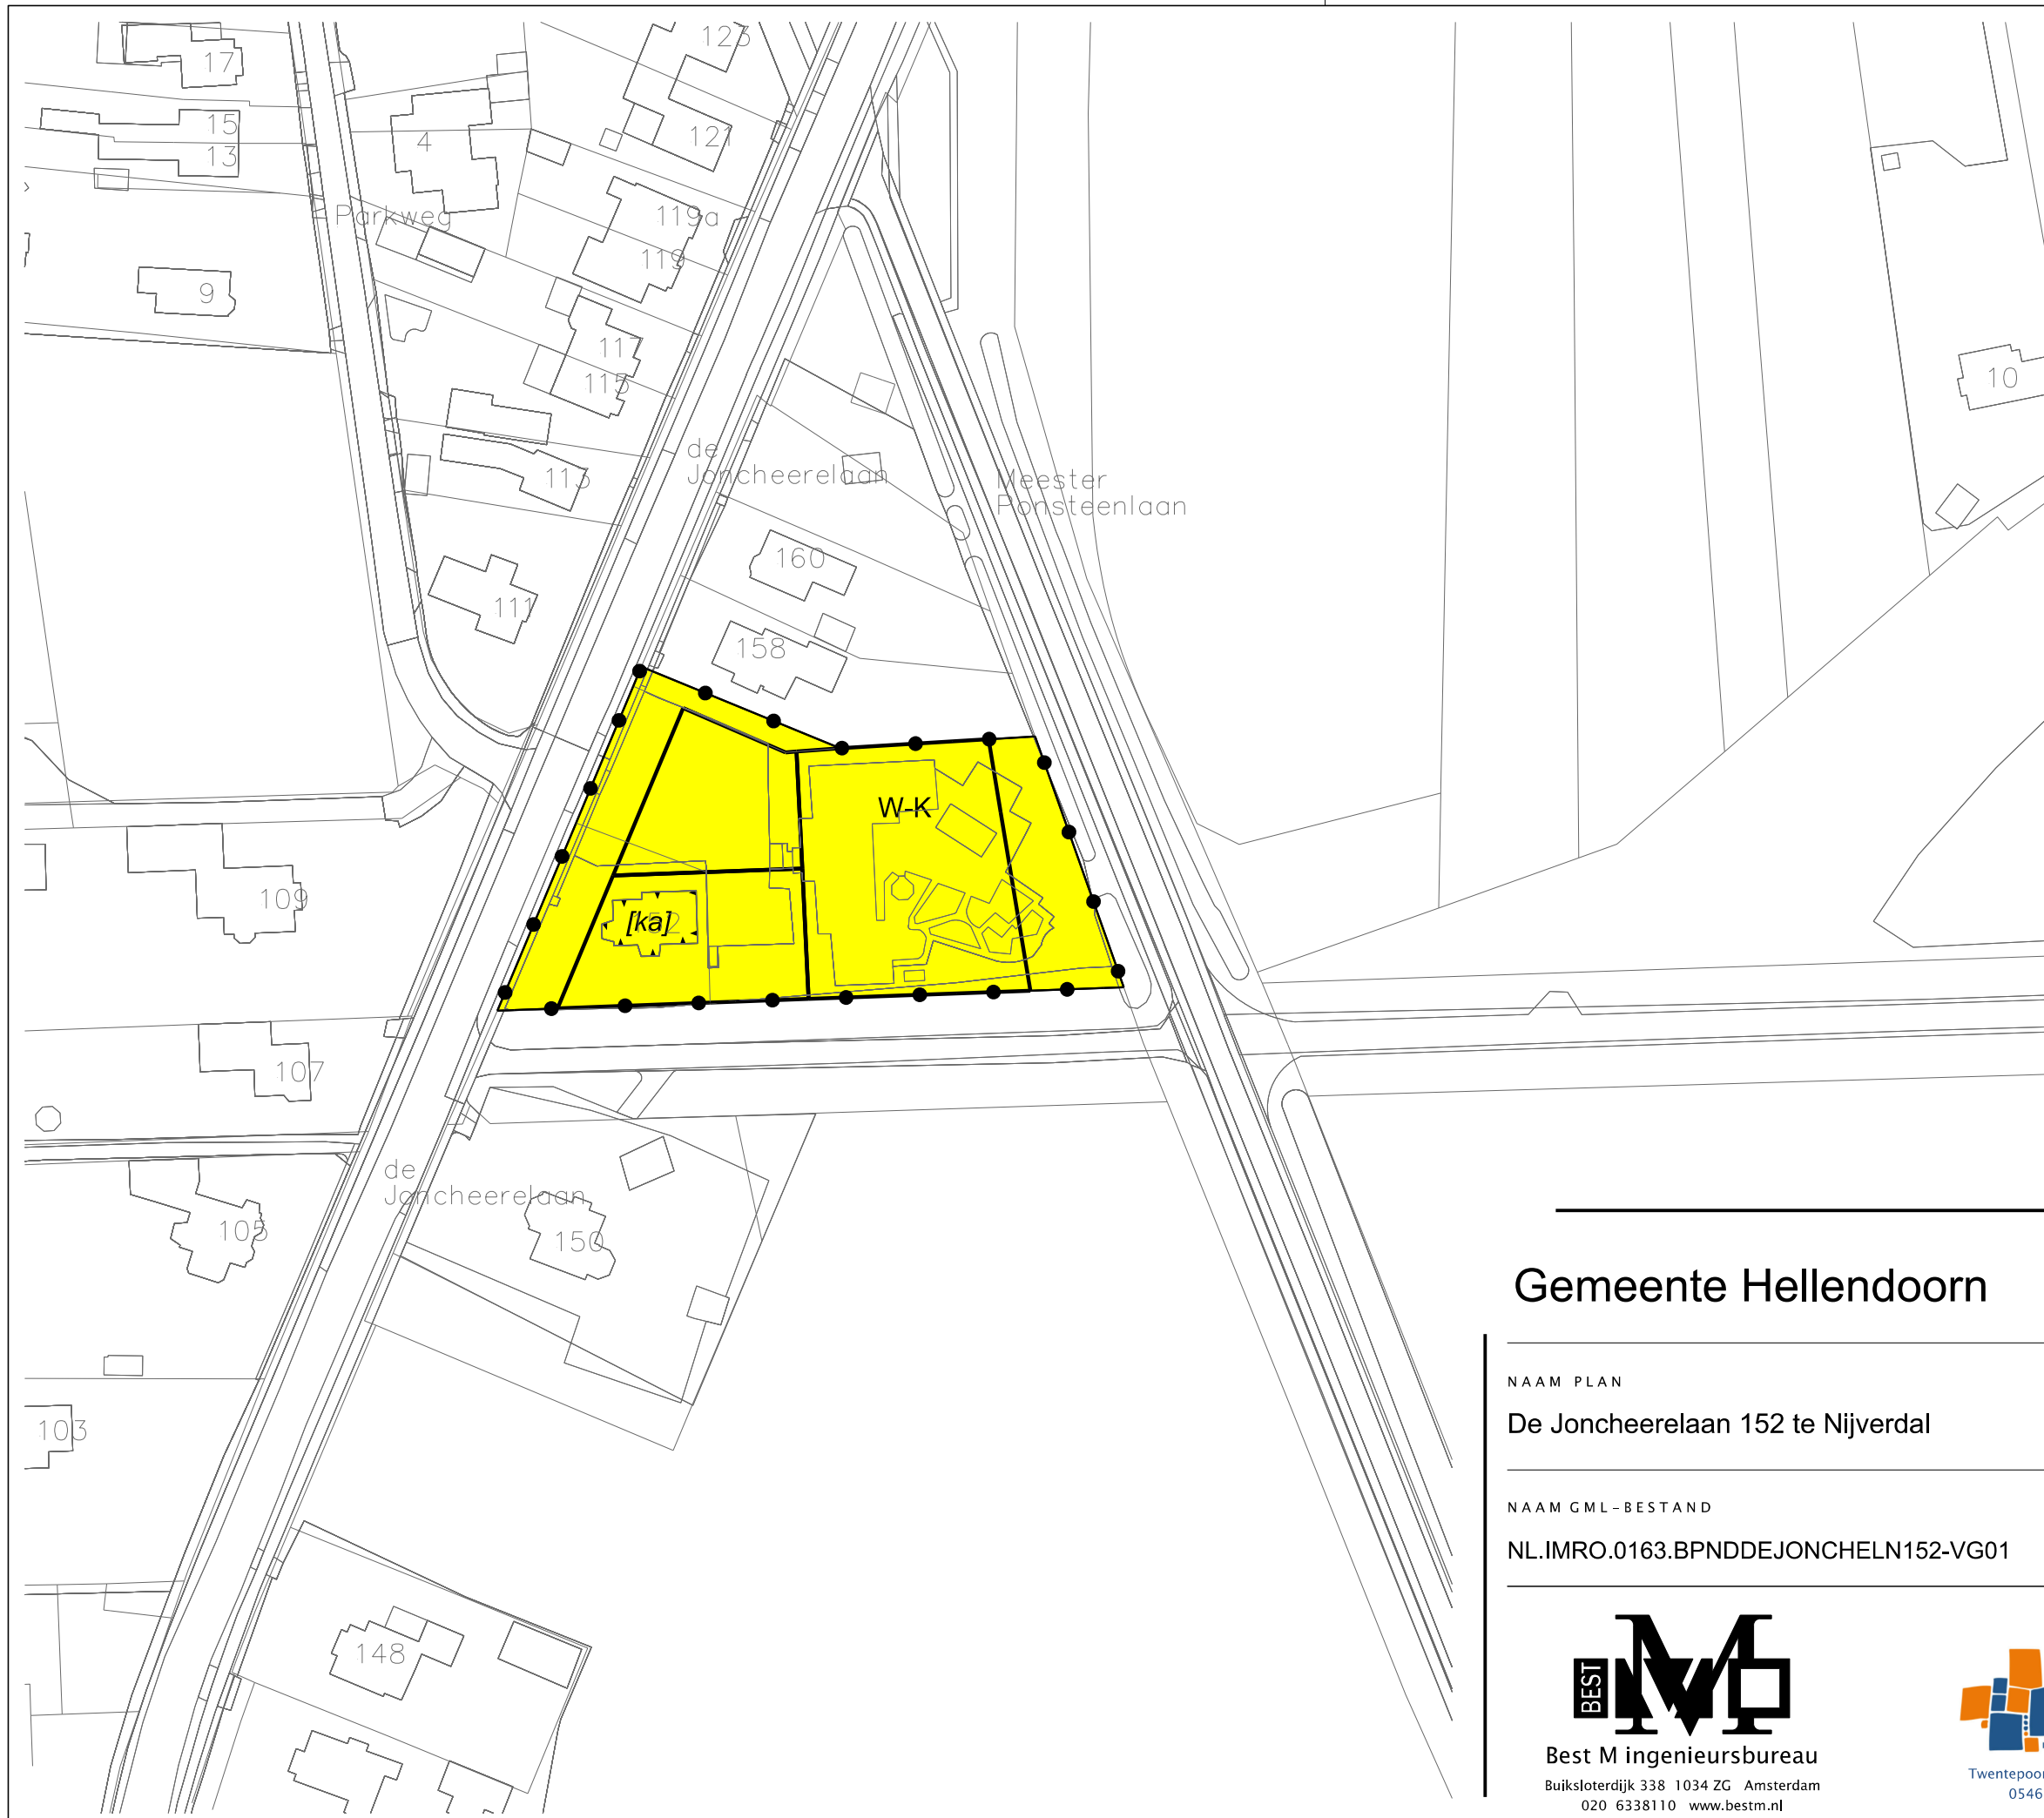 123
17
121
15
13
4
119a
Parkweg
119
9
117
115
10
de
Joncheerelaan
113
Meester
Ponsteenlaan
160
111
158
W-K
109
[ka]
107
de
Joncheerelaan
105
150
103
148
Gemeente Hellendoorn
NAAM PLAN
De Joncheerelaan 152 te Nijverdal
NAAM GML-BESTAND
NL.IMRO.0163.BPNDDEJONCHELN152-VG01
BEST
M
Best M ingenieursbureau
Buiksloterdijk 338 1034 ZG Amsterdam
020 6338110 www.bestm.nl
Twentepoor
0546